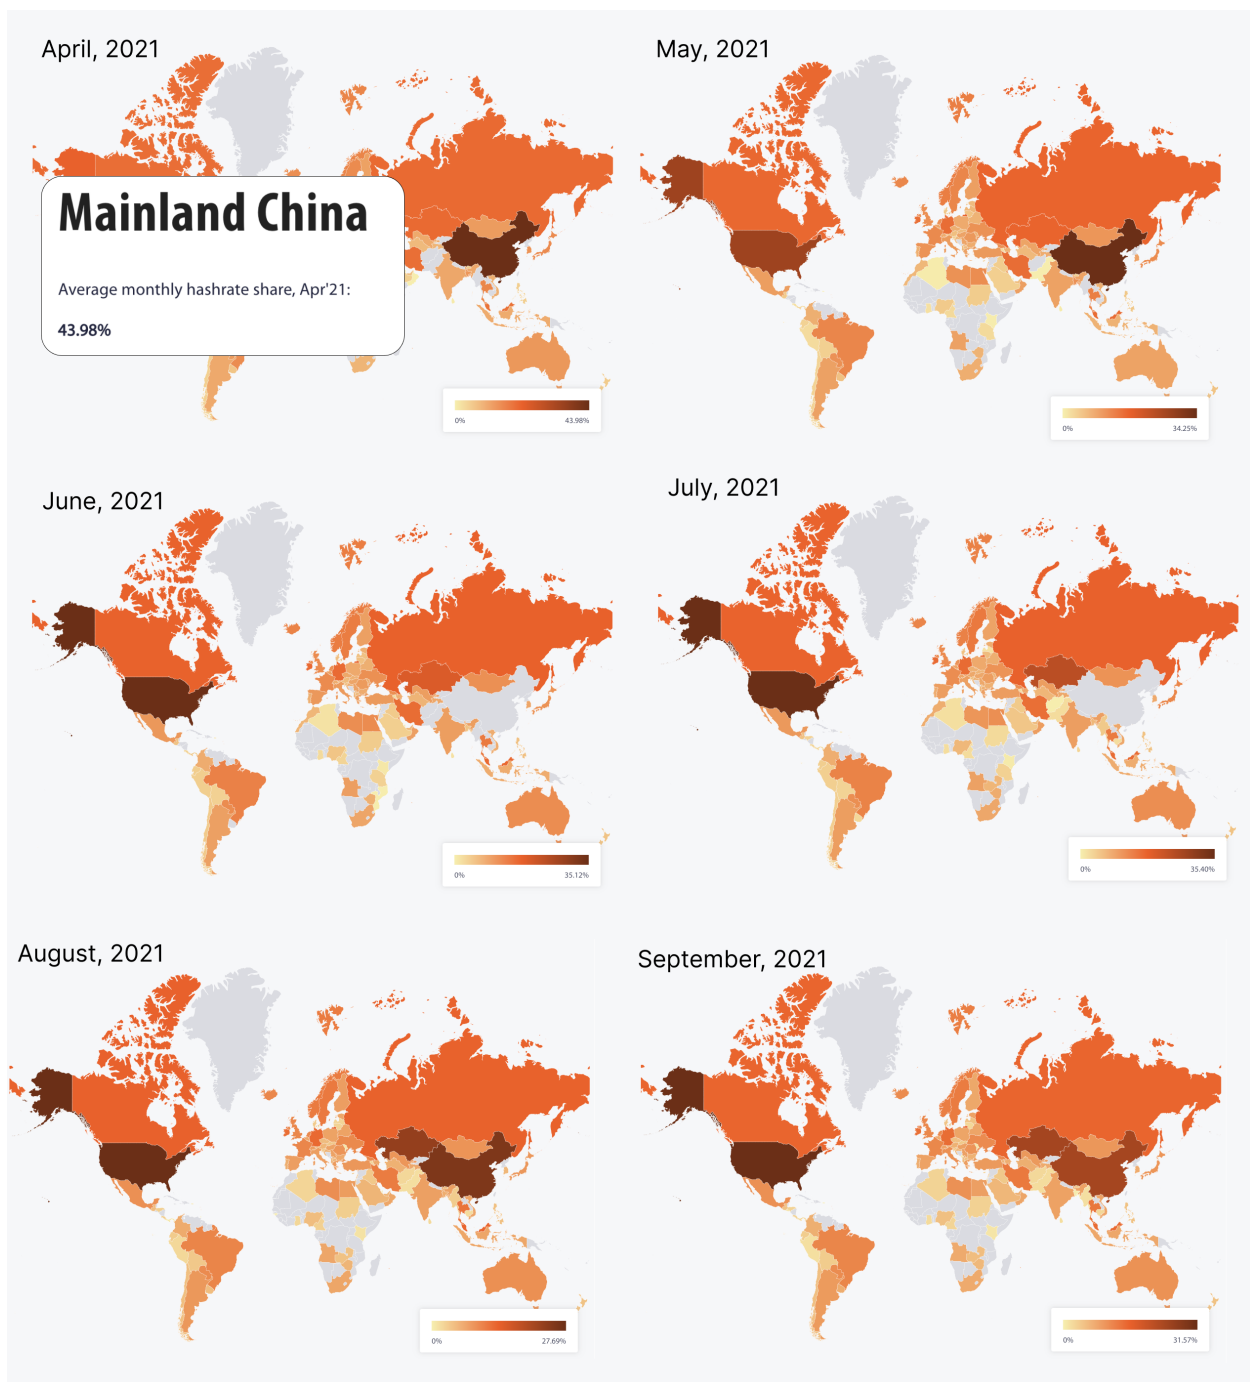 April, 2021
May, 2021
Mainland China
Average monthly hashrate share, Apr'21:
43.98%
0%
43.98%
0%
34.25%
June, 2021
July, 2021
0%
35.12%
0%
35.40%
August, 2021
September, 2021
0%
27.69%
0%
31.57%